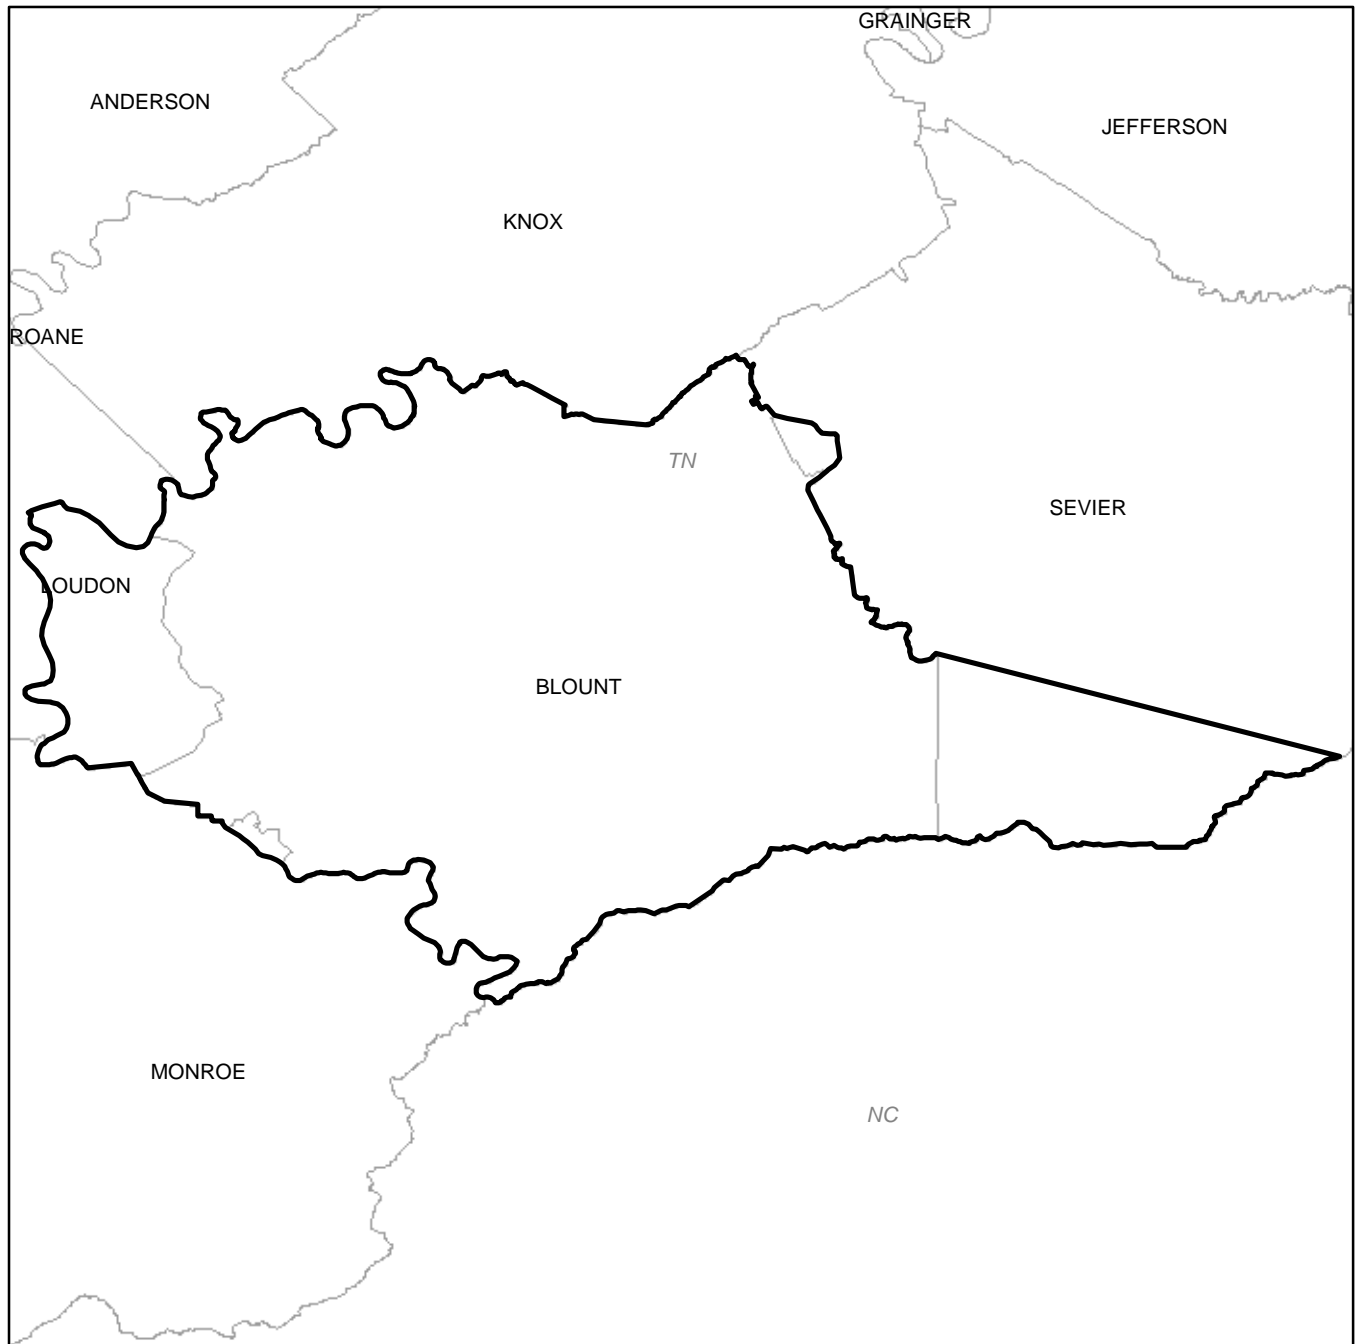 GRAINGER
ANDERSON
JEFFERSON
KNOX
ROANE
TN
SEVIER
LOUDON
BLOUNT
MONROE
NC